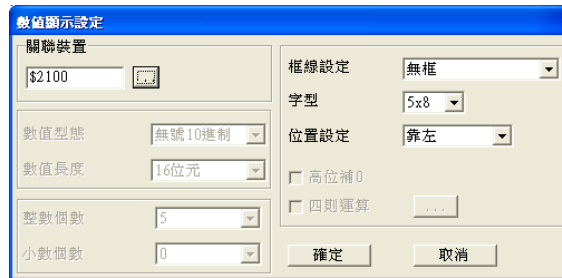 數值顯示設定
關聯裝置
$2100
...
數值型態 無號10進制
數值長度 16位元
整數個數 5
小數個數 0
框線設定 無框
字型 5x8
位置設定 靠左
高位補0
四則運算 ...
確定 取消